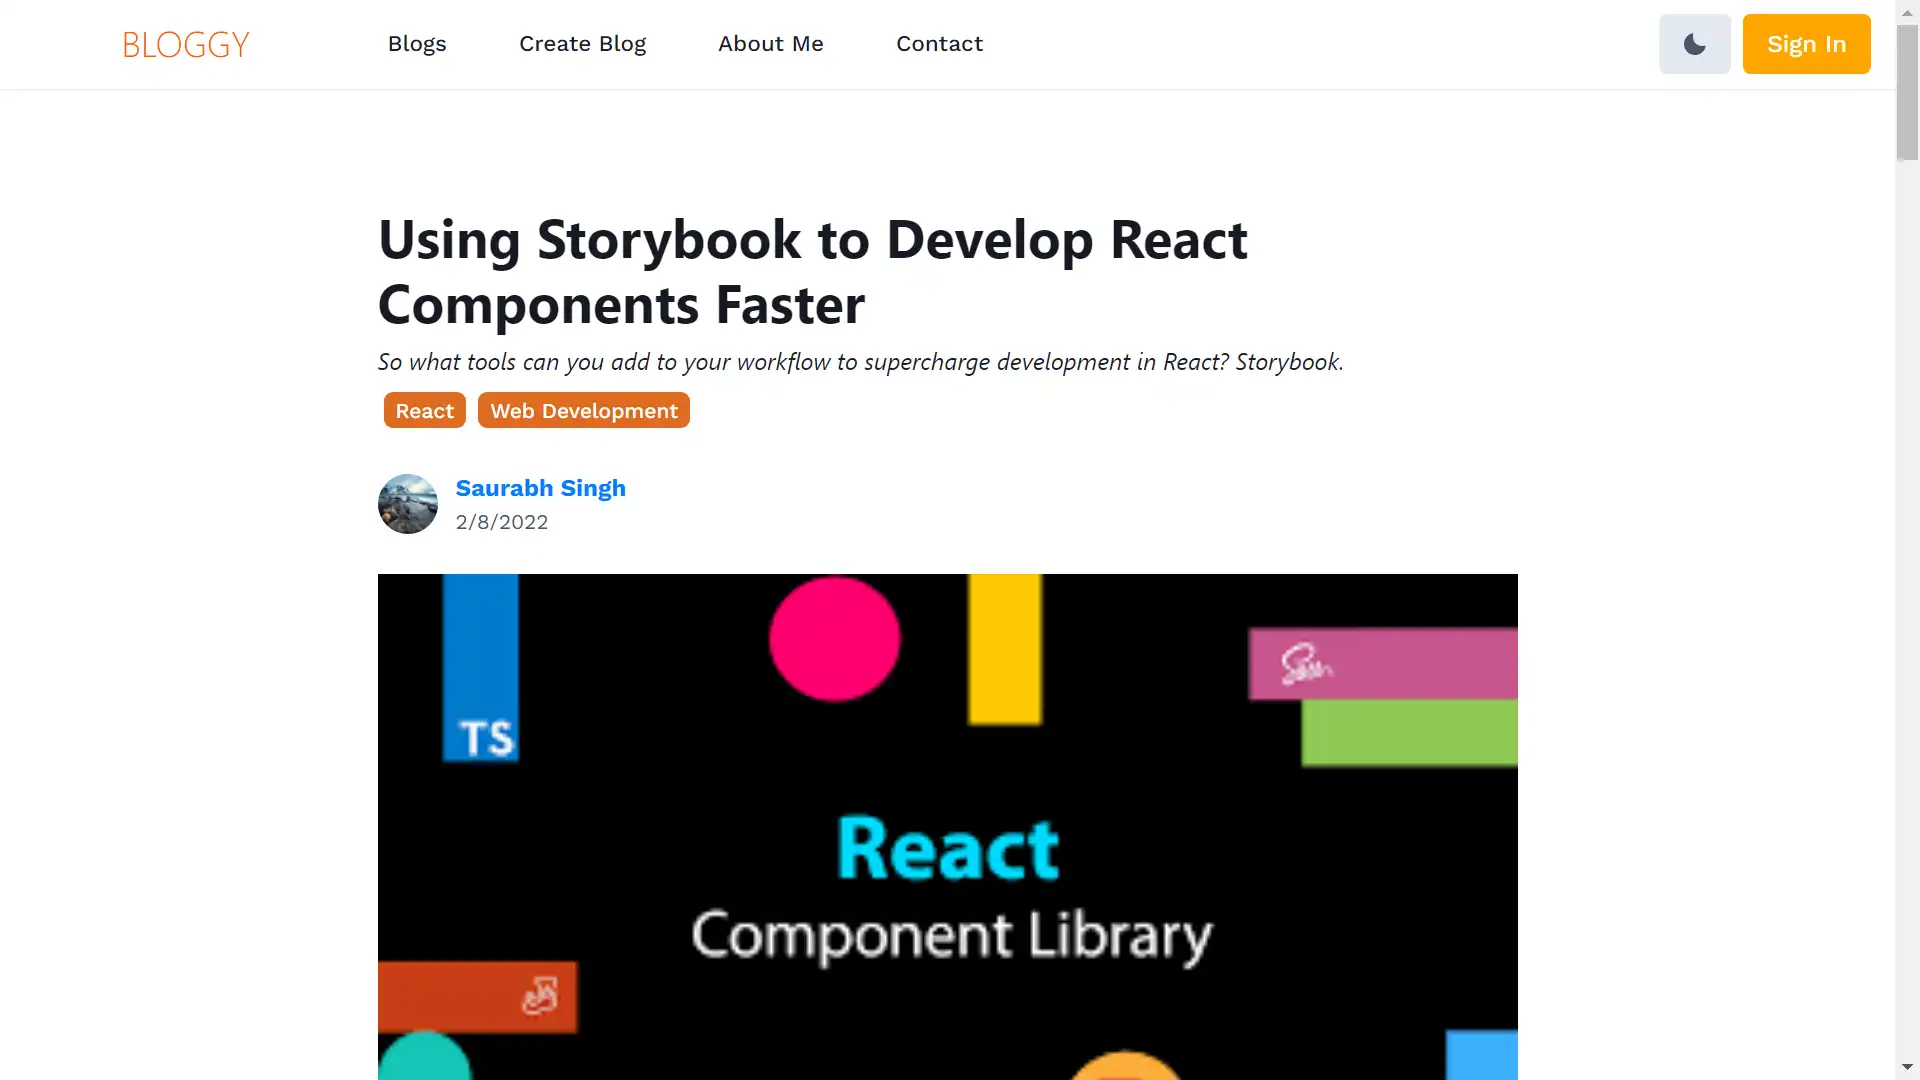 BLOGGY
Blogs
Create Blog
About Me
Contact
Sign In
Using Storybook to Develop React
Components Faster
So what tools can you add to your workflow to supercharge development in React? Storybook.
React
Web Development
Saurabh Singh
2/8/2022
TS
Sass
React
Component Library